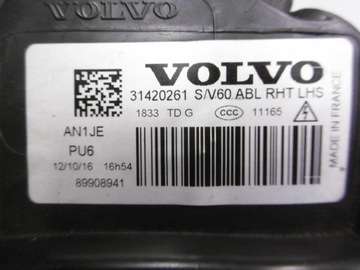 VOLVO
31420261 S/V60 ABL RHT LHS
1833 TD G CCC 11165
AN1JE
PU6
12/10/16 16h54
89908941
MADE IN FRANCE